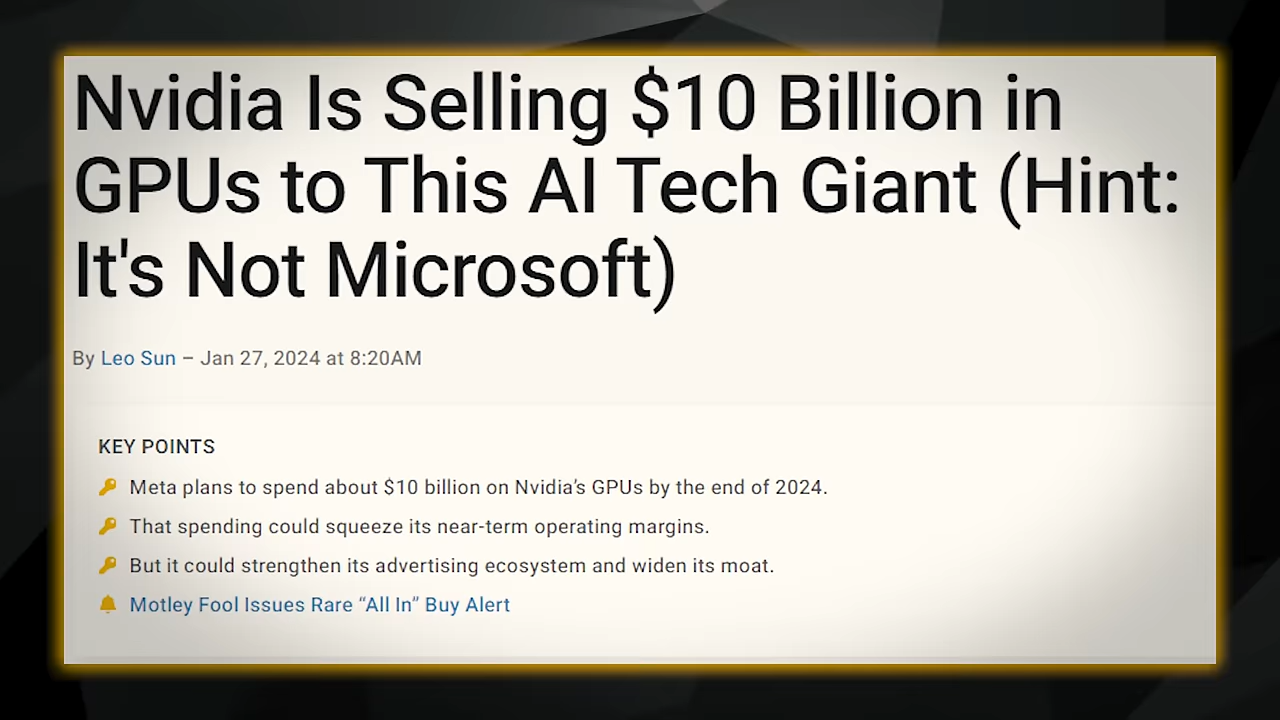 Nvidia Is Selling $10 Billion in
GPUs to This AI Tech Giant (Hint:
It's Not Microsoft)
By Leo Sun – Jan 27, 2024 at 8:20AM
KEY POINTS
Meta plans to spend about $10 billion on Nvidia’s GPUs by the end of 2024.
That spending could squeeze its near-term operating margins.
But it could strengthen its advertising ecosystem and widen its moat.
Motley Fool Issues Rare “All In” Buy Alert